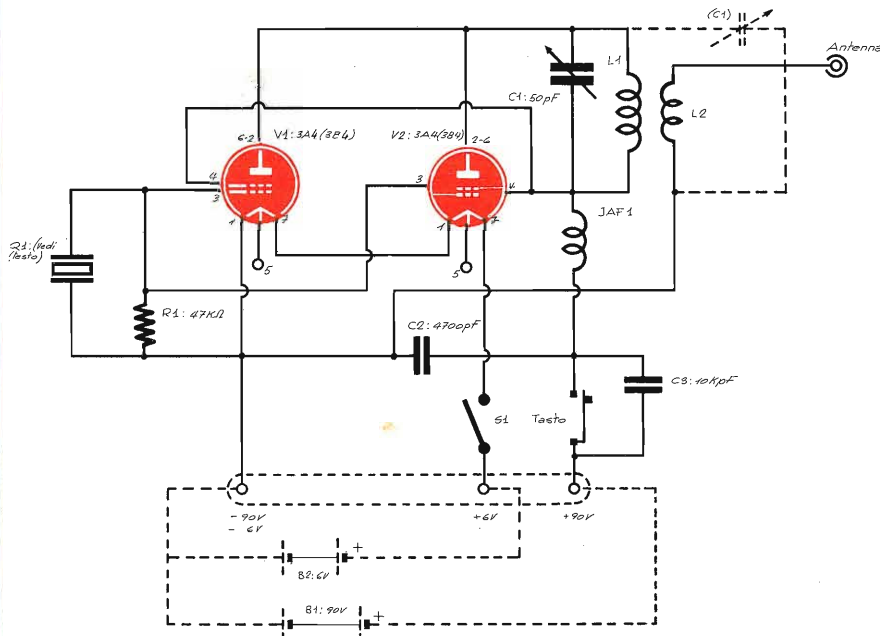 (C1)
Antenna
L1
C1:50pF
L2
6-2
V1:3A4(3B4)
V2:3A4(3B4)
2-6
4
3
3
4
1
7
1
7
5
5
JAF1
Q1:(Vedi
(testo)
R1:47KΩ
C2:4700pF
C3:10KpF
S1
Tasto
-90V
- 6V
+6V
+90V
+
B2:6V
B1:90V
+